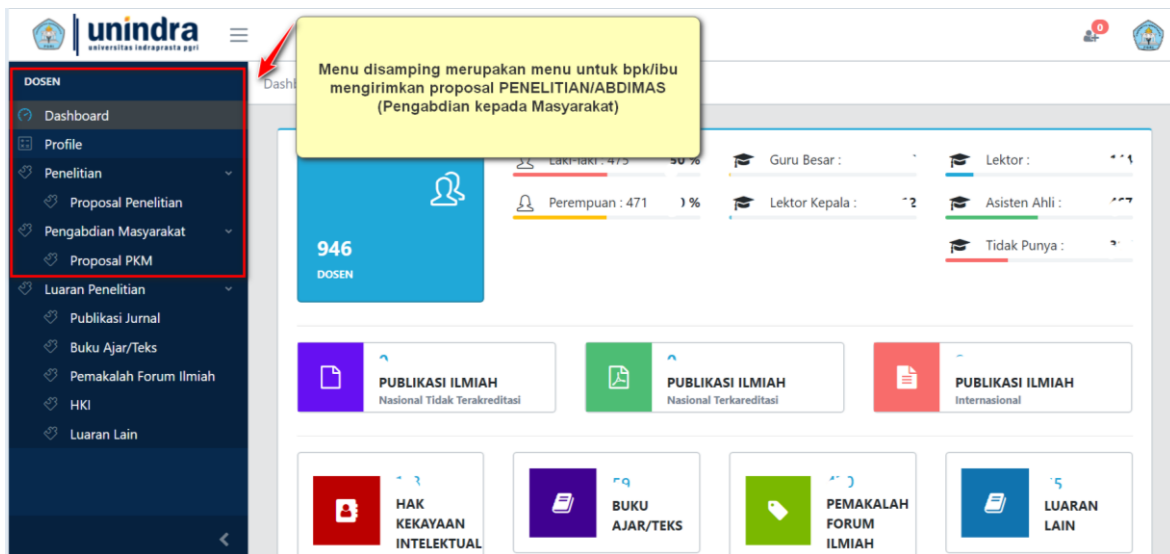 unindra
universitas indraprasta pgri
0
Menu disamping merupakan menu untuk bpk/ibu
mengirimkan proposal PENELITIAN/ABDIMAS
(Pengabdian kepada Masyarakat)
DOSEN
Dashboard
Profile
Penelitian
Proposal Penelitian
Pengabdian Masyarakat
Proposal PKM
Luaran Penelitian
Publikasi Jurnal
Buku Ajar/Teks
Pemakalah Forum Ilmiah
HKI
Luaran Lain
946
DOSEN
Laki-laki : 475
Perempuan : 471
Guru Besar :
Lektor Kepala :
Lektor :
Asisten Ahli :
Tidak Punya :
PUBLIKASI ILMIAH
Nasional Tidak Terakreditasi
PUBLIKASI ILMIAH
Nasional Terkareditasi
PUBLIKASI ILMIAH
Internasional
HAK
KEKAYAAN
INTELEKTUAL
BUKU
AJAR/TEKS
PEMAKALAH
FORUM
ILMIAH
LUARAN
LAIN